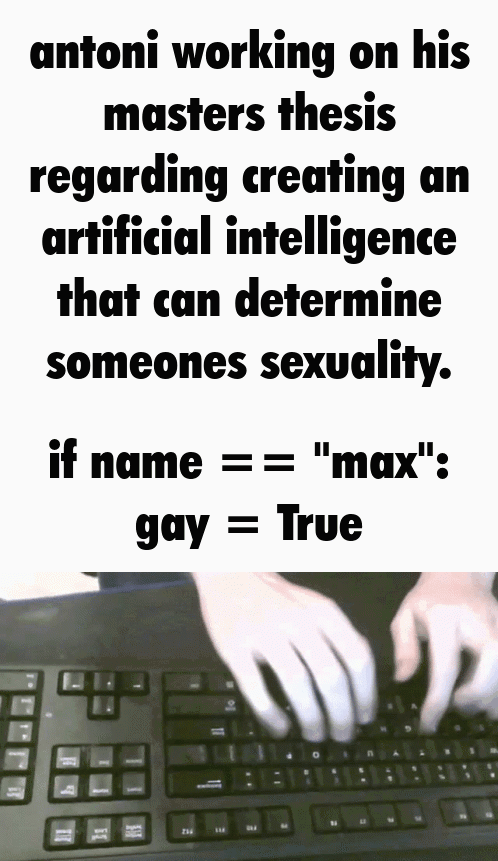 antoni working on his
masters thesis
regarding creating an
artificial intelligence
that can determine
someones sexuality.
if name == "max":
gay = True